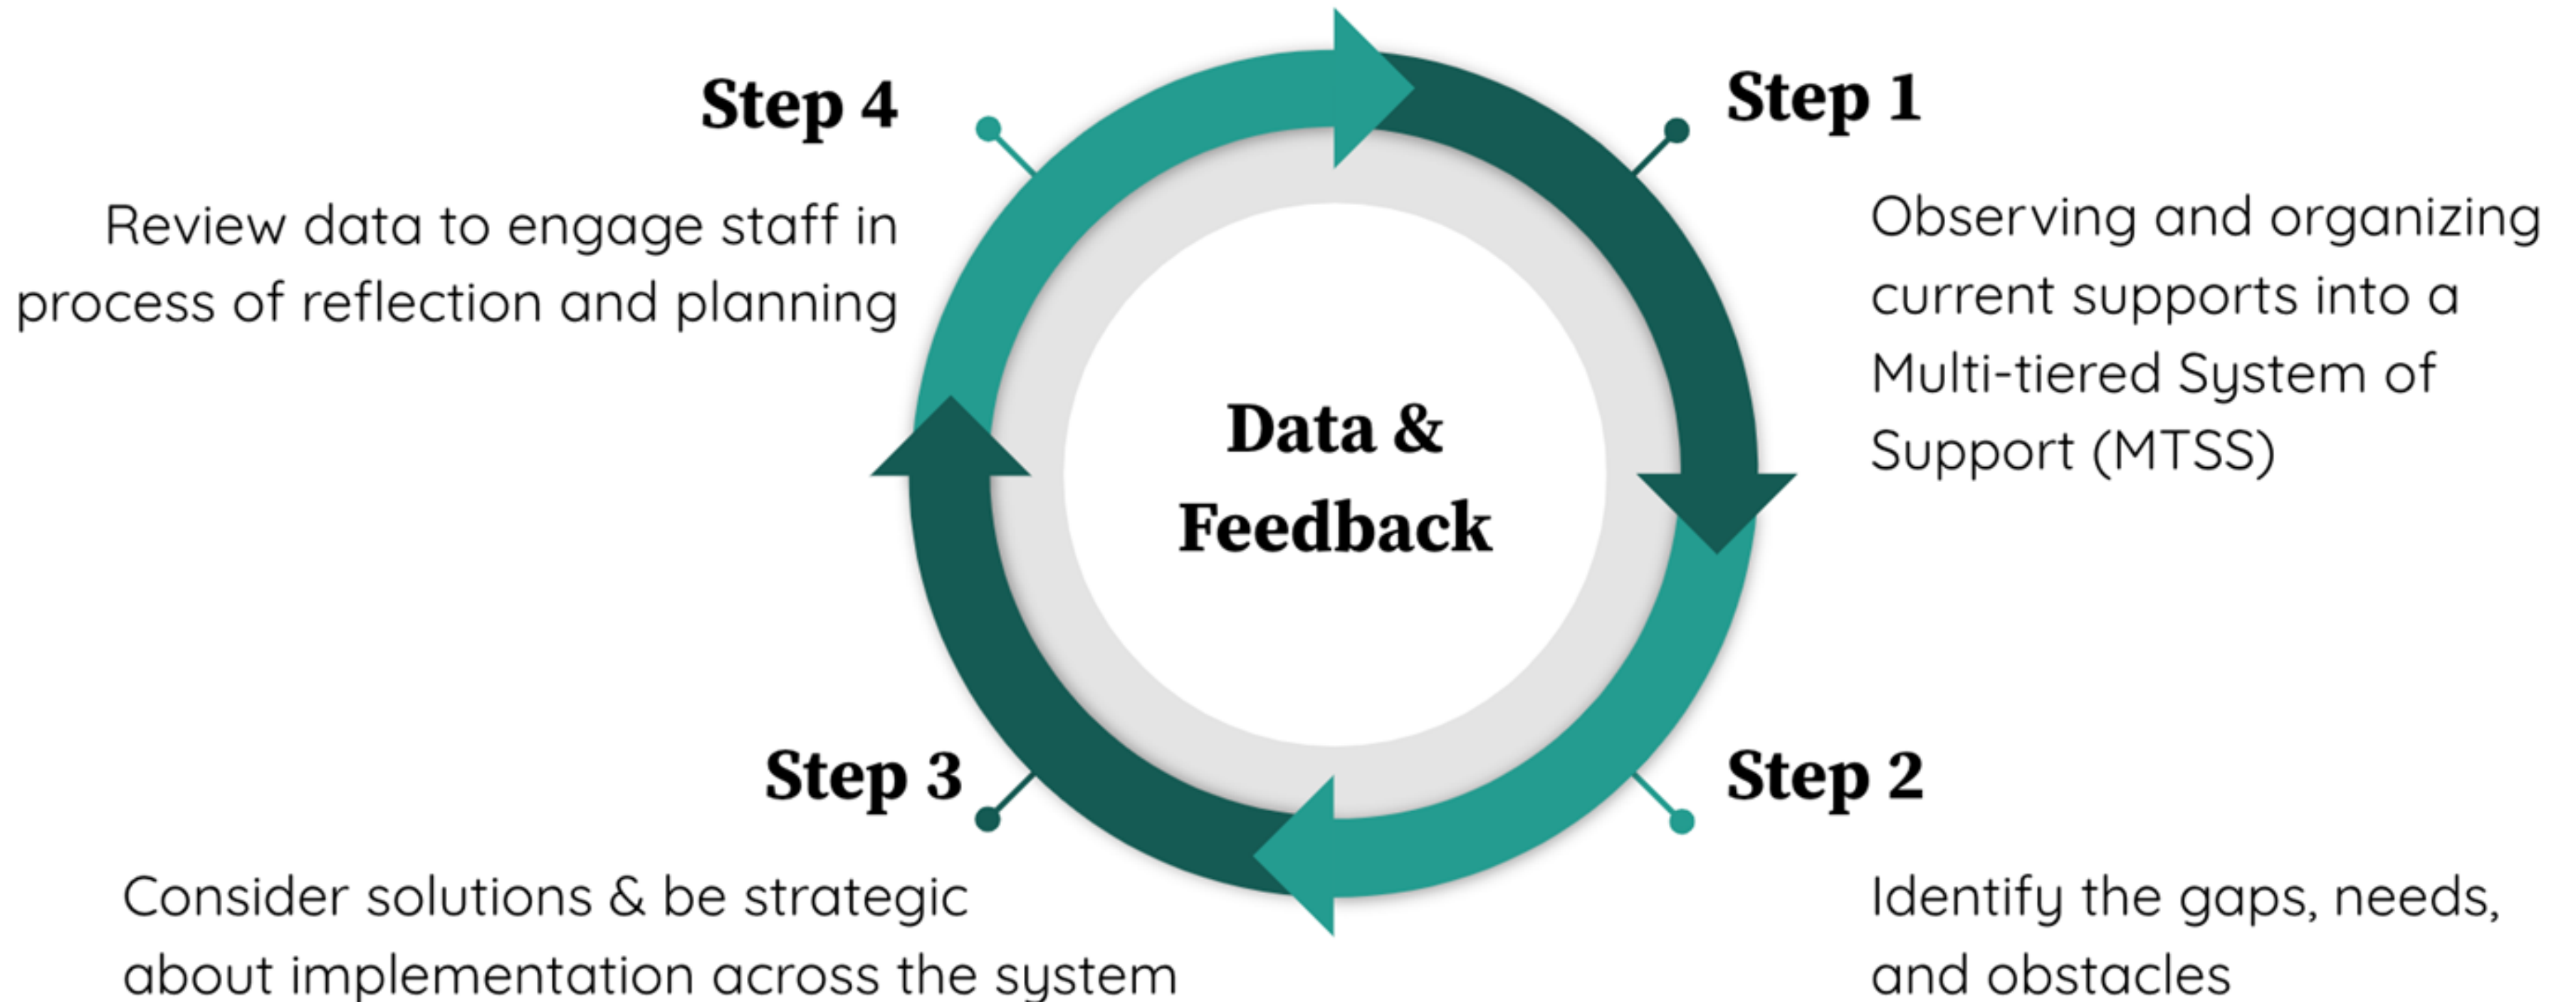 Step 1
Observing and organizing
current supports into a
Multi-tiered System of
Support (MTSS)
Step 2
Identify the gaps, needs,
and obstacles
Step 3
Consider solutions & be strategic
about implementation across the system
Step 4
Review data to engage staff in
process of reflection and planning
Data &
Feedback